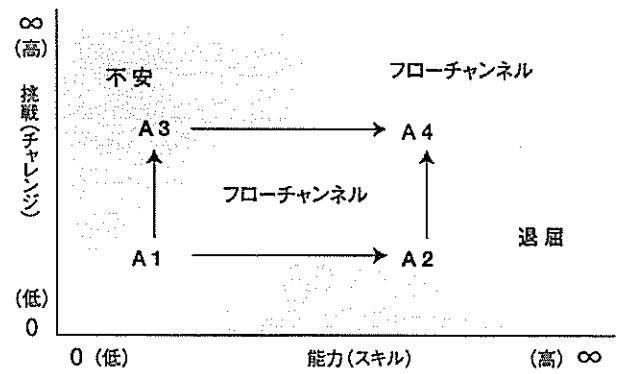 ∞
(高)
挑戦(チャレンジ)
(低)
0
不安
フローチャンネル
A3
A4
フローチャンネル
退屈
A1
A2
0 (低)
能力(スキル)
(高) ∞